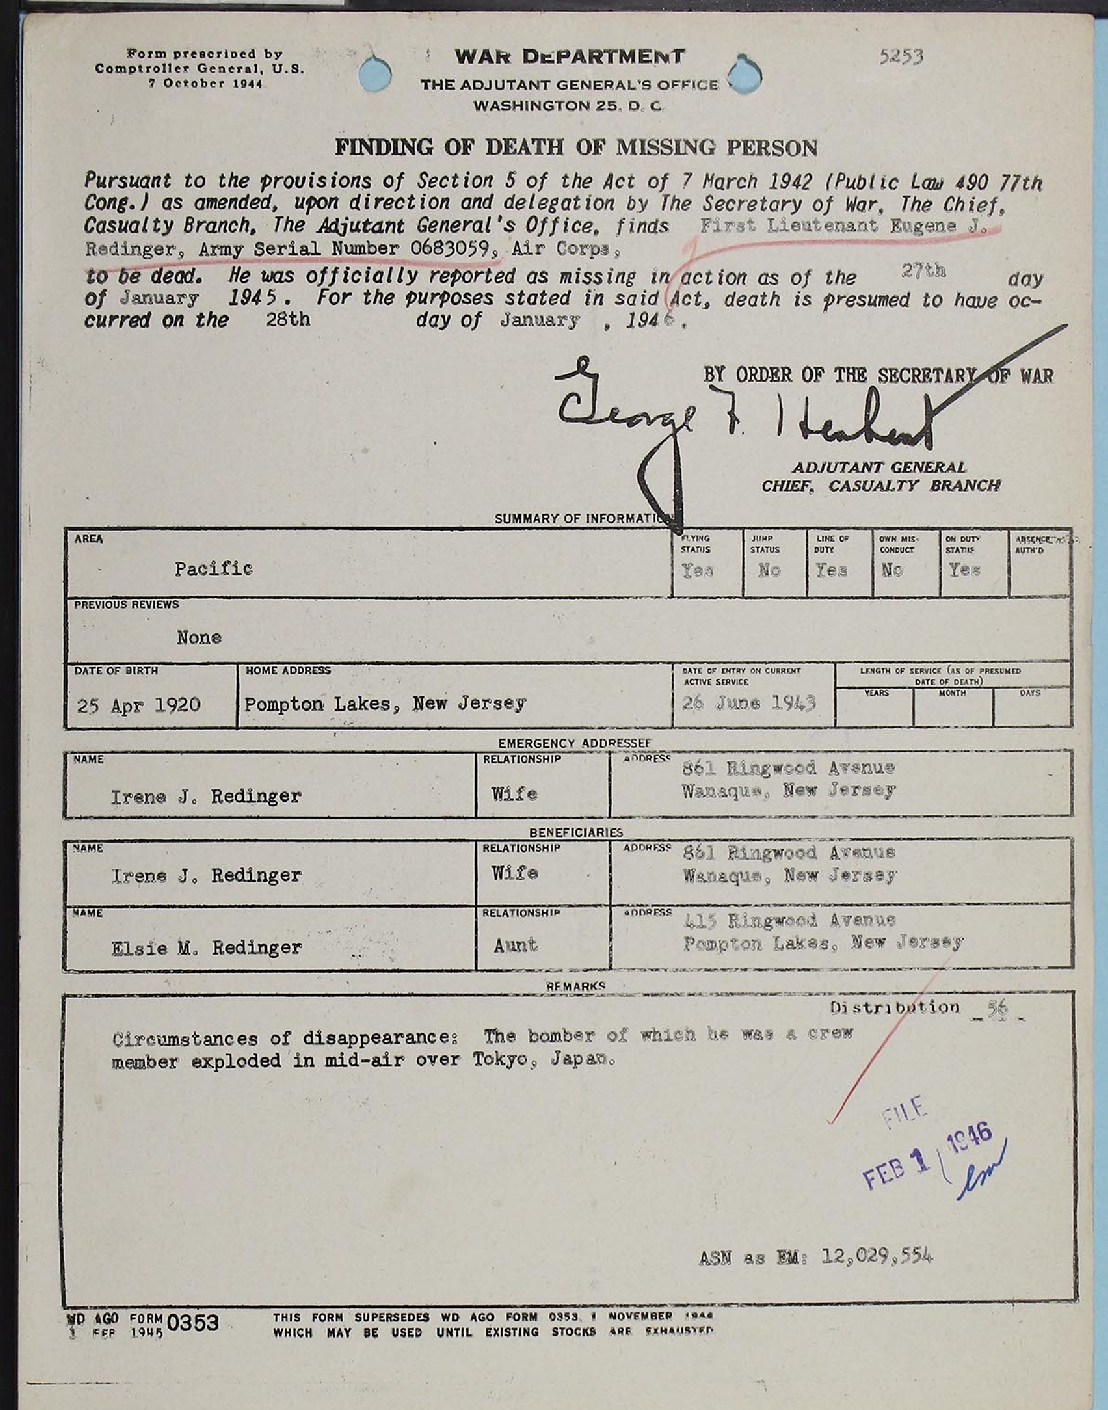 Form prescribed by
Comptroller General, U.S.
7 October 1944
WAR DEPARTMENT
THE ADJUTANT GENERAL'S OFFICE
WASHINGTON 25, D. C.
5253
FINDING OF DEATH OF MISSING PERSON
Pursuant to the provisions of Section 5 of the Act of 7 March 1942 (Public Law 490 77th
Cong.) as amended, upon direction and delegation by The Secretary of War, The Chief,
Casualty Branch, The Adjutant General's Office, finds First Lieutenant Eugene J.
Redinger, Army Serial Number 0683059, Air Corps,
to be dead. He was officially reported as missing in action as of the 27th day
of January 1945. For the purposes stated in said Act, death is presumed to have oc-
curred on the 28th day of January , 1946.
BY ORDER OF THE SECRETARY OF WAR
George F. Herbert
ADJUTANT GENERAL
CHIEF, CASUALTY BRANCH
SUMMARY OF INFORMATION
AREA
Pacific
FLYING STATUS Yes
JUMP STATUS No
LINE OF DUTY Yes
OWN MIS-CONDUCT No
ON DUTY STATUS Yes
ABSENCE AUTH'D
PREVIOUS REVIEWS
None
DATE OF BIRTH
25 Apr 1920
HOME ADDRESS
Pompton Lakes, New Jersey
DATE OF ENTRY ON CURRENT
ACTIVE SERVICE
26 June 1943
LENGTH OF SERVICE (AS OF PRESUMED
DATE OF DEATH)
YEARS MONTH DAYS
EMERGENCY ADDRESSEE
NAME RELATIONSHIP ADDRESS 861 Ringwood Avenue
Irene J. Redinger Wife Wanaque, New Jersey
BENEFICIARIES
NAME RELATIONSHIP ADDRESS 861 Ringwood Avenue
Irene J. Redinger Wife Wanaque, New Jersey
NAME RELATIONSHIP ADDRESS 415 Ringwood Avenue
Elsie M. Redinger Aunt Pompton Lakes, New Jersey
REMARKS
Distribution 56
Circumstances of disappearance: The bomber of which he was a crew
member exploded in mid-air over Tokyo, Japan.
FILE
FEB 1 1946
ASN as EM: 12,029,554
WD AGO FORM 0353
1 FEB 1945
THIS FORM SUPERSEDES WD AGO FORM 0353, 1 NOVEMBER 1944
WHICH MAY BE USED UNTIL EXISTING STOCKS ARE EXHAUSTED